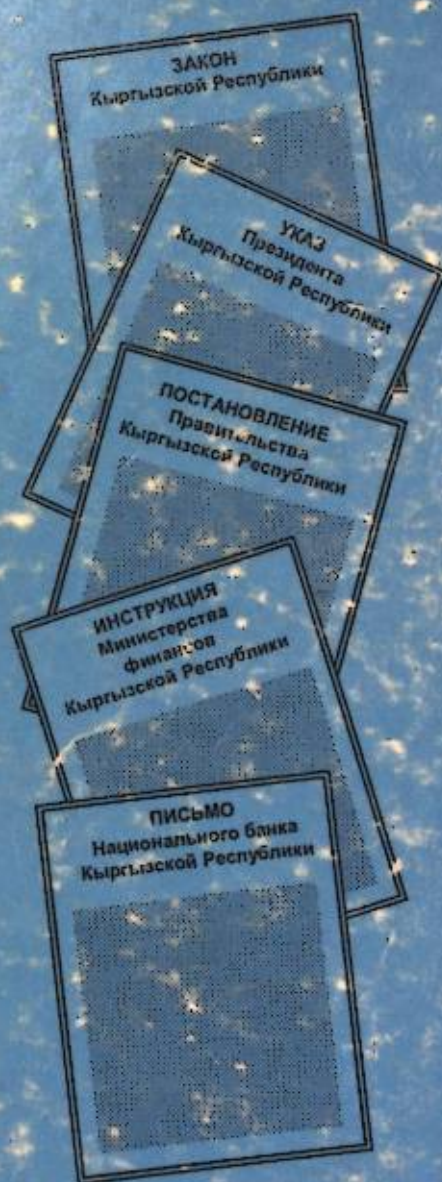 ЗАКОН
Кыргызской Республики
УКАЗ
Президента
Кыргызской Республики
ПОСТАНОВЛЕНИЕ
Правительства
Кыргызской Республики
ИНСТРУКЦИЯ
Министерства
финансов
Кыргызской Республики
ПИСЬМО
Национального банка
Кыргызской Республики